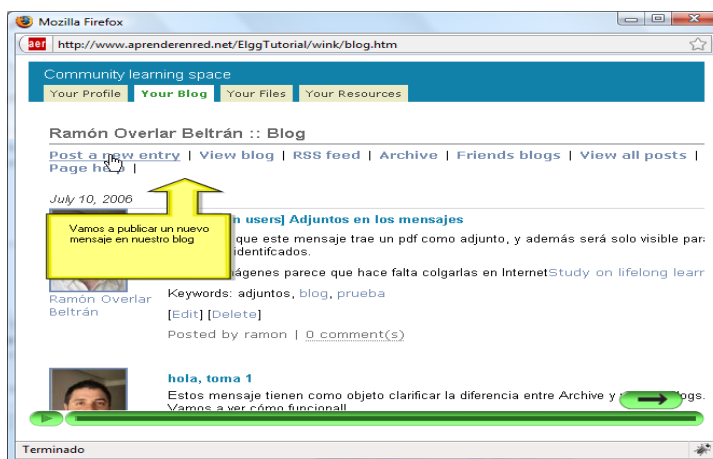 Mozilla Firefox
aer http://www.aprenderenred.net/ElggTutorial/wink/blog.htm
Community learning space
Your Profile Your Blog Your Files Your Resources
Ramón Overlar Beltrán :: Blog
Post a new entry | View blog | RSS feed | Archive | Friends blogs | View all posts |
Page help |
July 10, 2006
Vamos a publicar un nuevo
mensaje en nuestro blog
n users] Adjuntos en los mensajes
que este mensaje trae un pdf como adjunto, y además será solo visible par
identifcados.
mágenes parece que hace falta colgarlas en InternetStudy on lifelong learr
Ramón Overlar
Beltrán
Keywords: adjuntos, blog, prueba
[Edit] [Delete]
Posted by ramon | 0 comment(s)
hola, toma 1
Estos mensaje tienen como objeto clarificar la diferencia entre Archive y ogs.
Vamos a ver cómo funcional!
Terminado